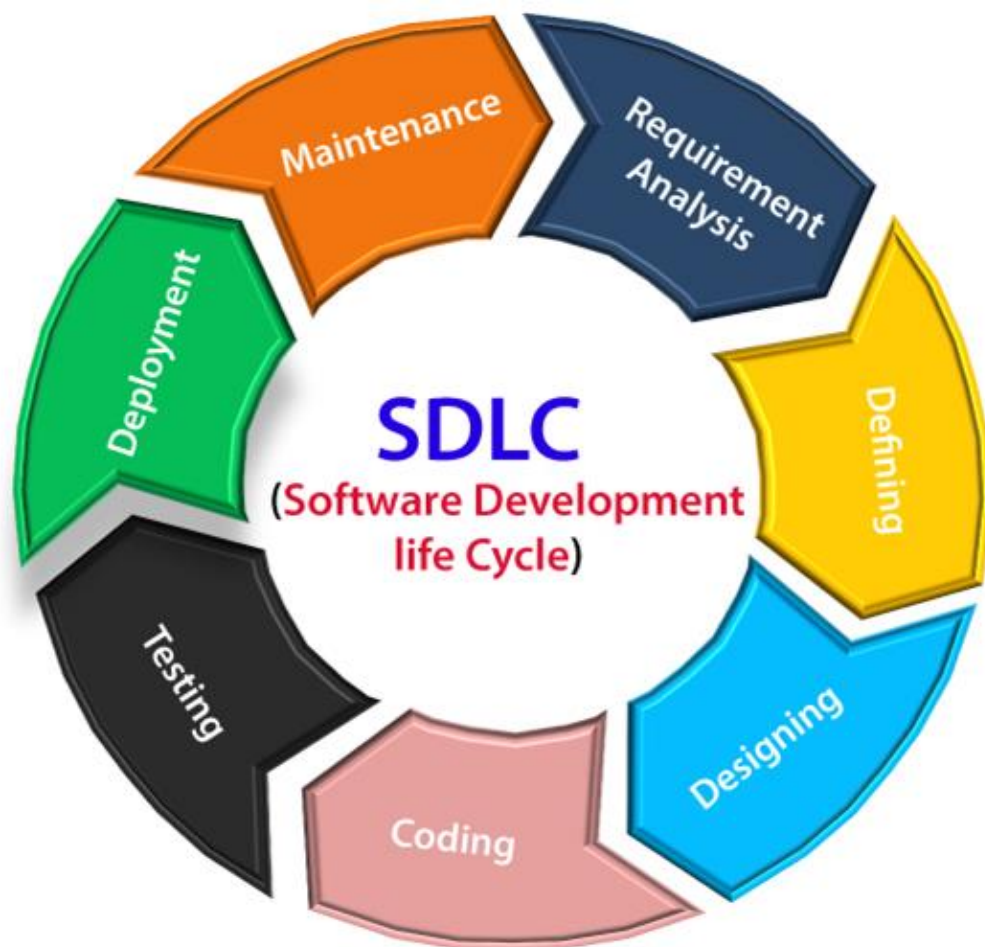 SDLC
(Software Development
life Cycle)
Requirement
Analysis
Defining
Designing
Coding
Testing
Deployment
Maintenance